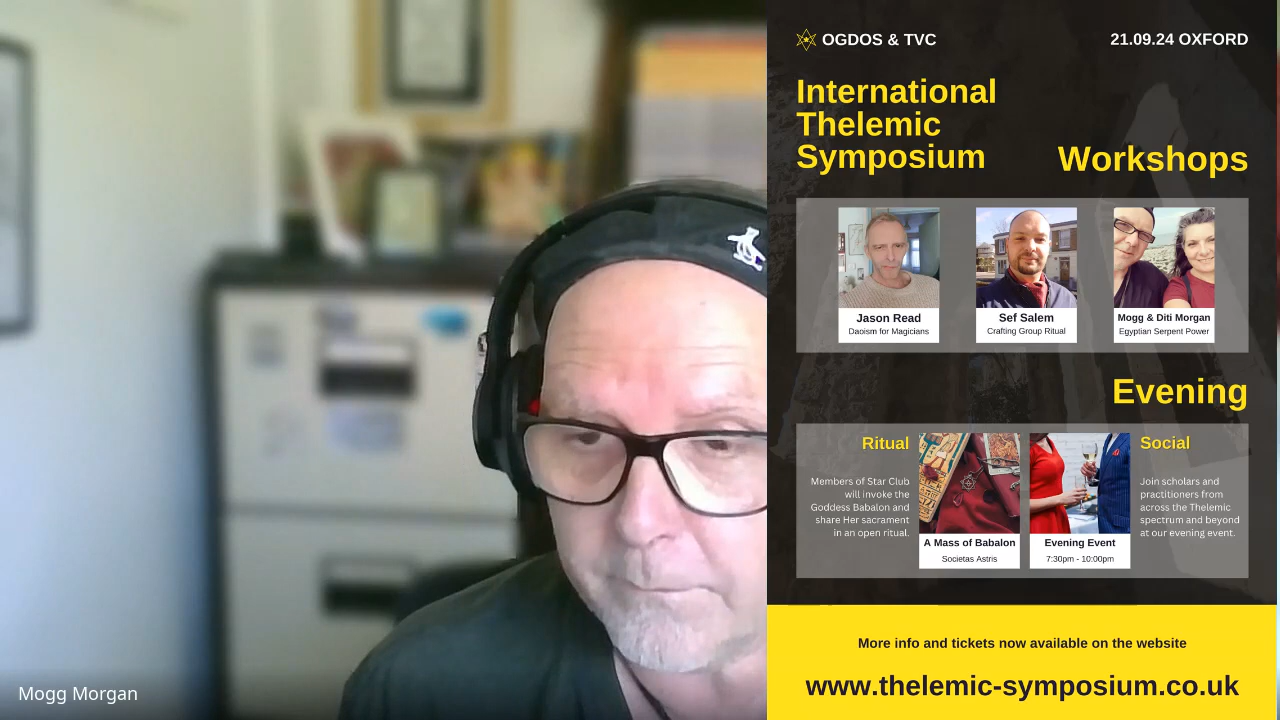 OGDOS & TVC
21.09.24 OXFORD
International
Thelemic
Symposium
Workshops
Jason Read
Daoism for Magicians
Sef Salem
Crafting Group Ritual
Mogg & Diti Morgan
Egyptian Serpent Power
Evening
Ritual
Members of Star Club
will invoke the
Goddess Babalon and
share Her sacrament
in an open ritual.
A Mass of Babalon
Societas Astris
Evening Event
7:30pm - 10:00pm
Social
Join scholars and
practitioners from
across the Thelemic
spectrum and beyond
at our evening event.
More info and tickets now available on the website
www.thelemic-symposium.co.uk
Mogg Morgan